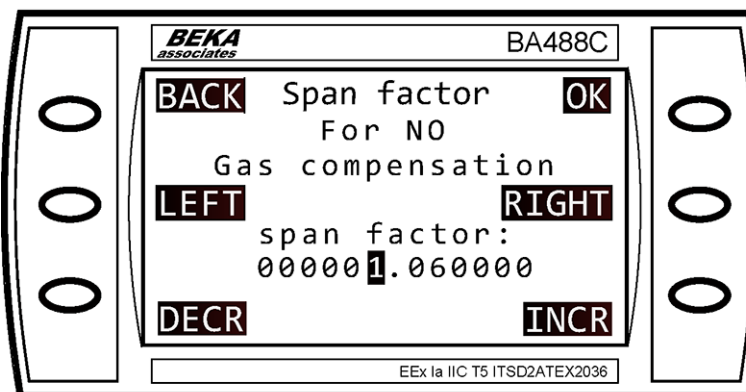 BEKA
associates
BA488C
BACK Span factor OK
For NO
Gas compensation
LEFT RIGHT
span factor:
000001.060000
DECR INCR
EEx Ia IIC T5 ITSD2ATEX2036